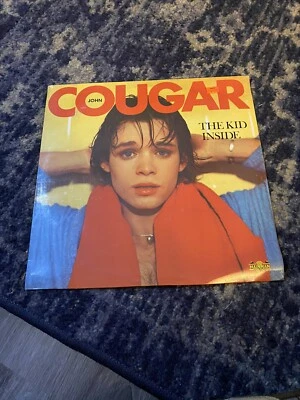 JOHN
COUGAR
THE KID
INSIDE